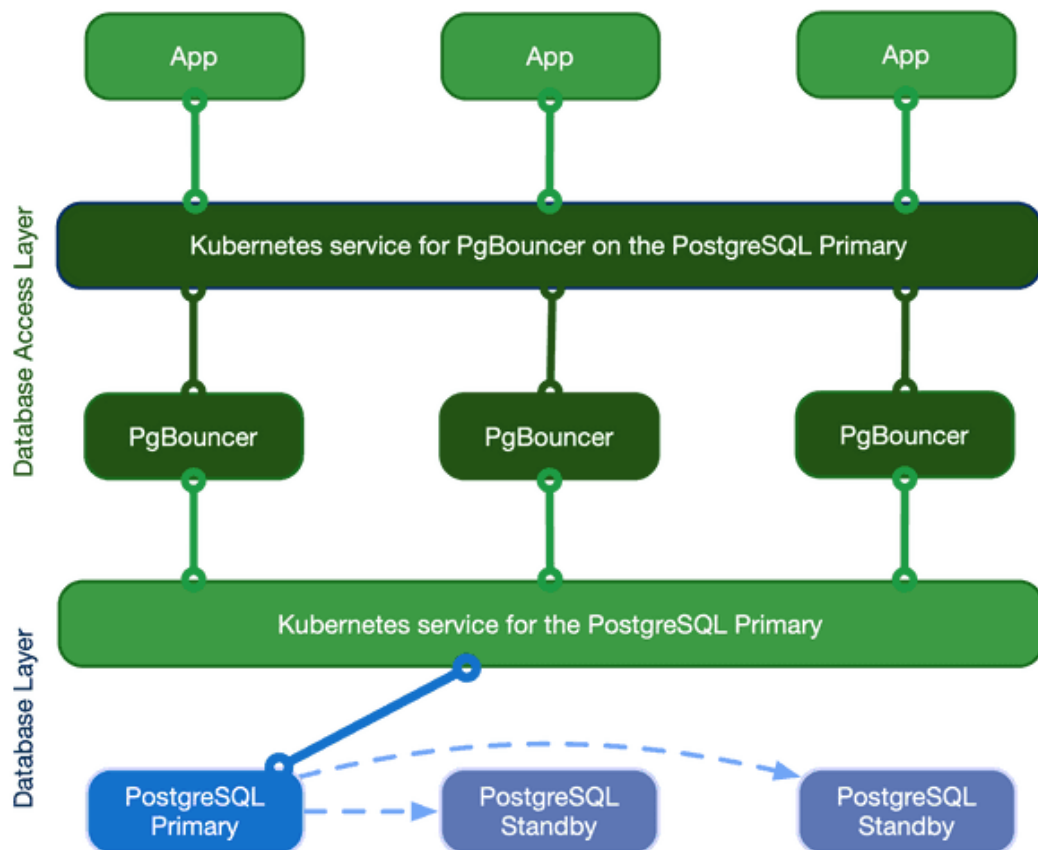 App
App
App
Database Access Layer
Kubernetes service for PgBouncer on the PostgreSQL Primary
PgBouncer
PgBouncer
PgBouncer
Database Layer
Kubernetes service for the PostgreSQL Primary
PostgreSQL
Primary
PostgreSQL
Standby
PostgreSQL
Standby